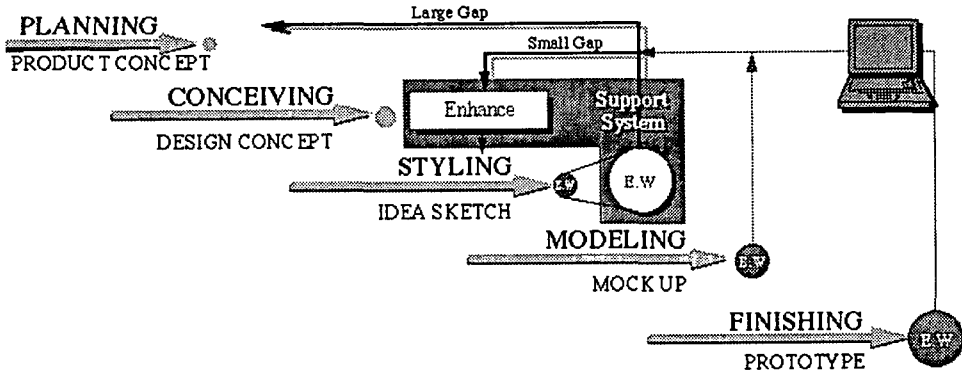 Large Gap
PLANNING
PRODUCT CONCEPT
Small Gap
CONCEIVING
DESIGN CONCEPT
Enhance
Support
System
STYLING
IDEA SKETCH
E.W
E.W
MODELING
MOCK UP
E.W
FINISHING
PROTOTYPE
E.W